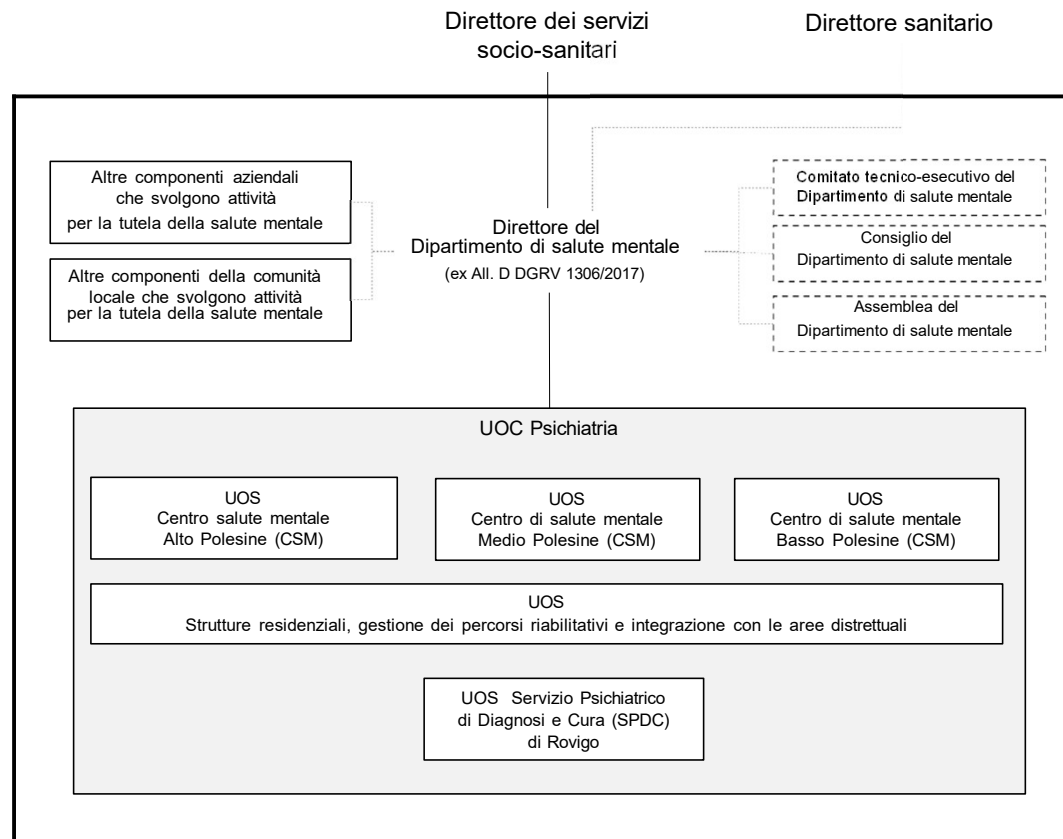 Direttore dei servizi
socio-sanitari
Direttore sanitario
Altre componenti aziendali
che svolgono attività
per la tutela della salute mentale
Altre componenti della comunità
locale che svolgono attività
per la tutela della salute mentale
Direttore del
Dipartimento di salute mentale
(ex All. D DGRV 1306/2017)
Comitato tecnico-esecutivo del
Dipartimento di salute mentale
Consiglio del
Dipartimento di salute mentale
Assemblea del
Dipartimento di salute mentale
UOC Psichiatria
UOS
Centro salute mentale
Alto Polesine (CSM)
UOS
Centro di salute mentale
Medio Polesine (CSM)
UOS
Centro di salute mentale
Basso Polesine (CSM)
UOS
Strutture residenziali, gestione dei percorsi riabilitativi e integrazione con le aree distrettuali
UOS Servizio Psichiatrico
di Diagnosi e Cura (SPDC)
di Rovigo